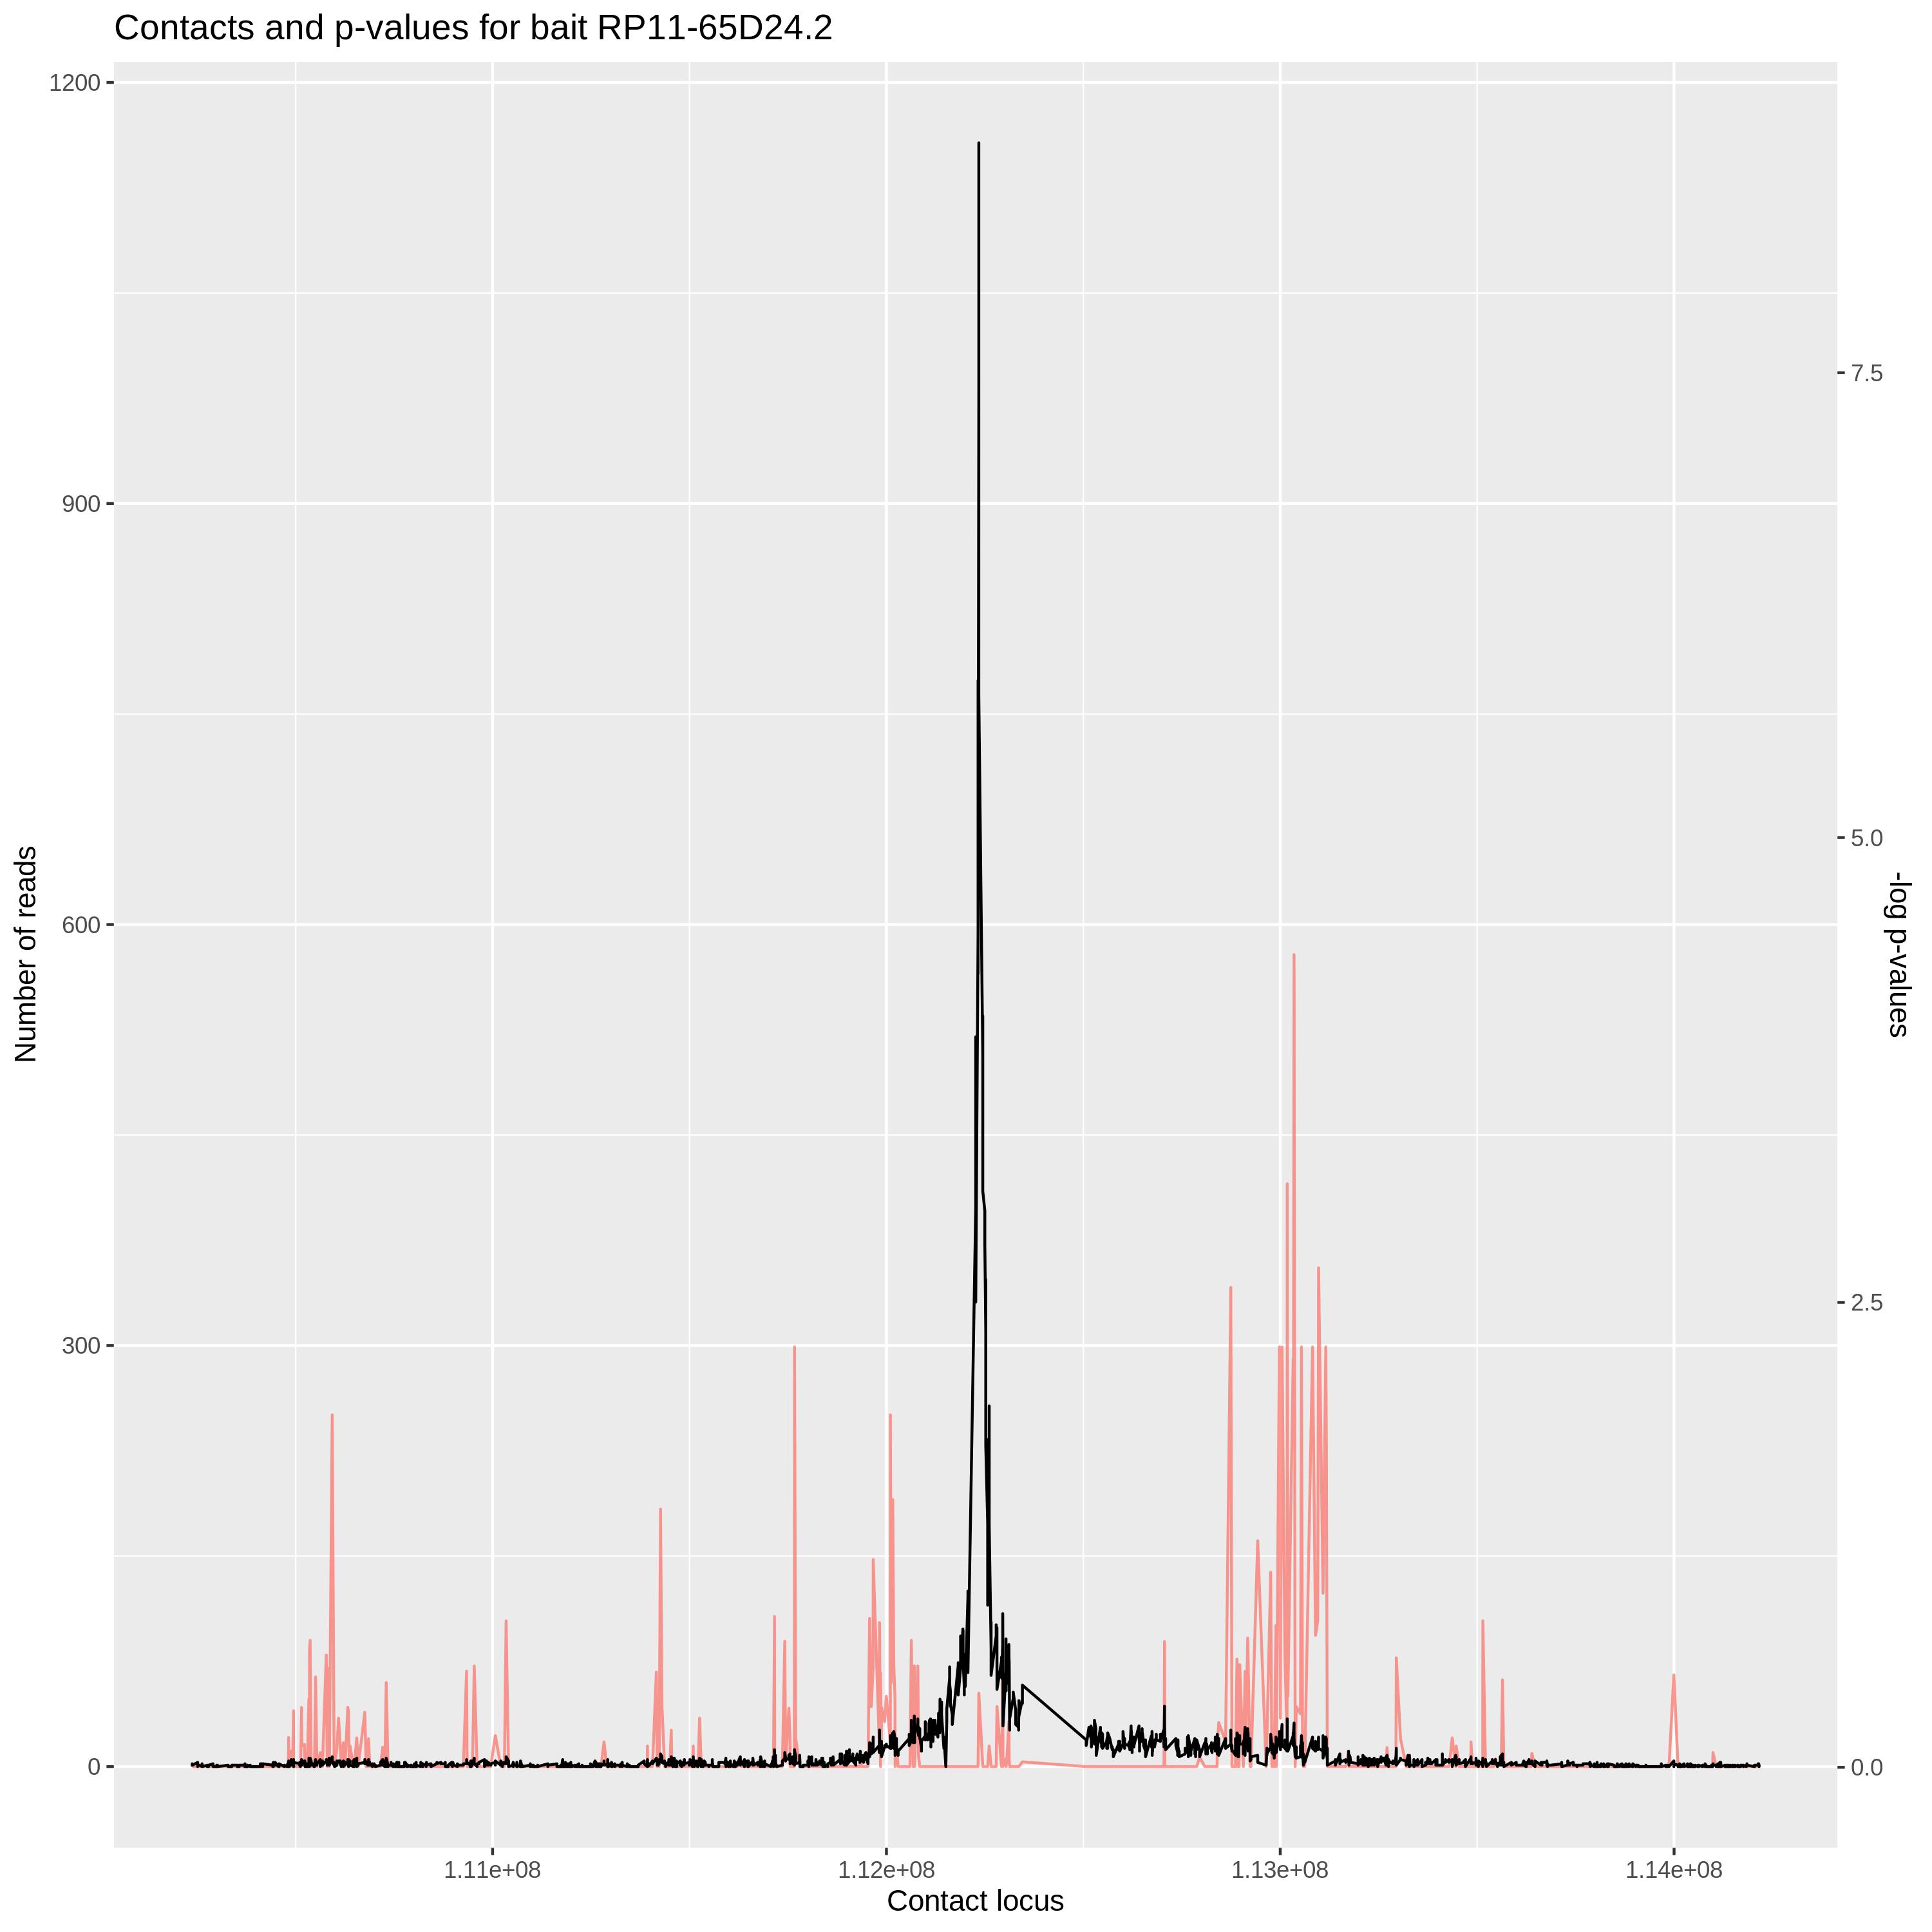 Contacts and p-values for bait RP11-65D24.2
1200
900
600
300
0
Number of reads
7.5
5.0
2.5
0.0
-log p-values
1.11e+08
1.12e+08
1.13e+08
1.14e+08
Contact locus